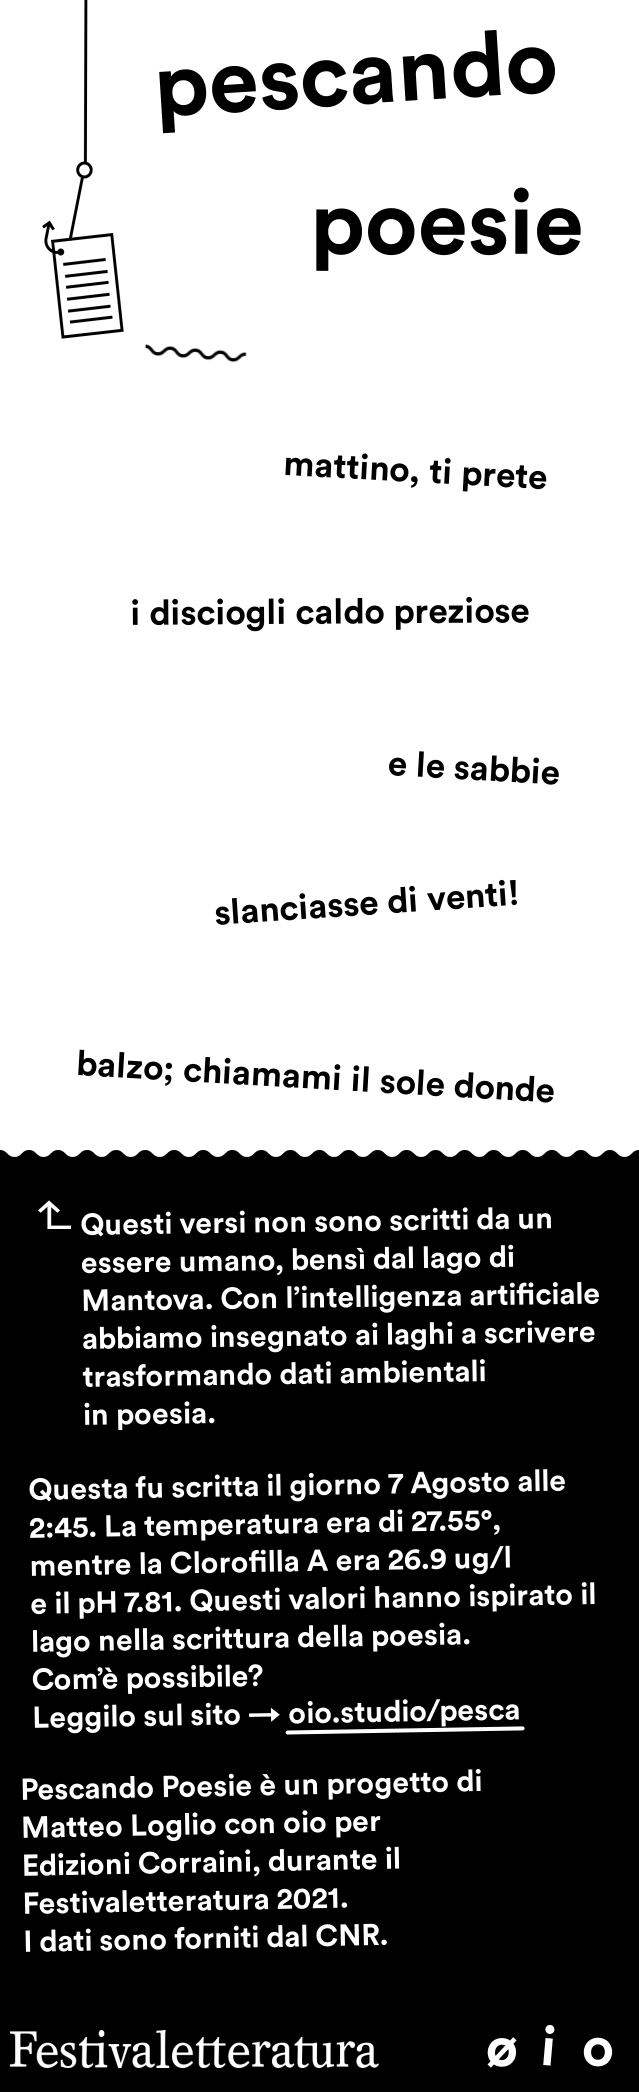 pescando
poesie
mattino, ti prete
i disciogli caldo preziose
e le sabbie
slanciasse di venti!
balzo; chiamami il sole donde
Questi versi non sono scritti da un
essere umano, bensì dal lago di
Mantova. Con l’intelligenza artificiale
abbiamo insegnato ai laghi a scrivere
trasformando dati ambientali
in poesia.
Questa fu scritta il giorno 7 Agosto alle
2:45. La temperatura era di 27.55°,
mentre la Clorofilla A era 26.9 ug/l
e il pH 7.81. Questi valori hanno ispirato il
lago nella scrittura della poesia.
Com’è possibile?
Leggilo sul sito → oio.studio/pesca
Pescando Poesie è un progetto di
Matteo Loglio con oio per
Edizioni Corraini, durante il
Festivaletteratura 2021.
I dati sono forniti dal CNR.
Festivaletteratura
ø i o